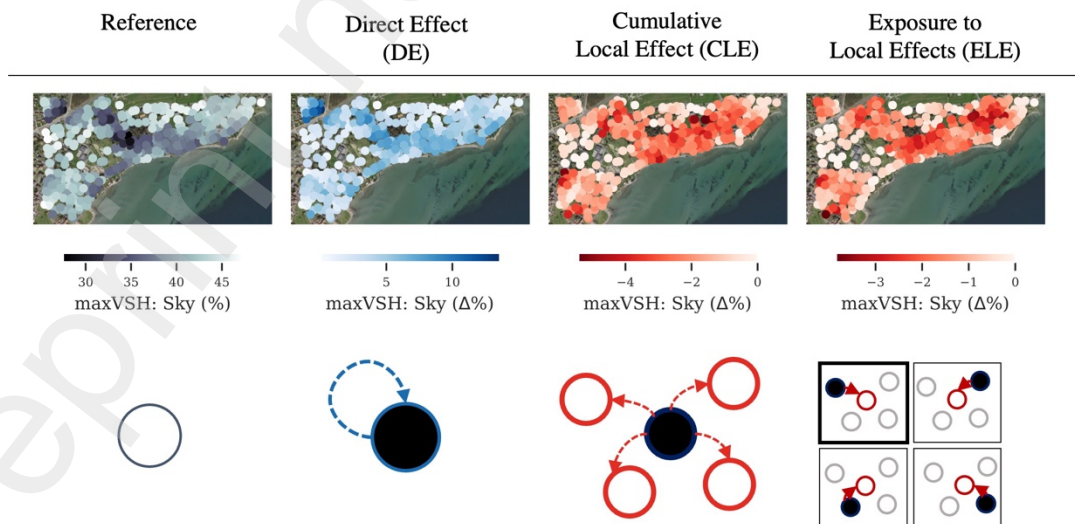 Reference
Direct Effect
(DE)
Cumulative
Local Effect (CLE)
Exposure to
Local Effects (ELE)
30 35 40 45
maxVSH: Sky (%)
5 10
maxVSH: Sky (Δ%)
−4 −2 0
maxVSH: Sky (Δ%)
−3 −2 −1 0
maxVSH: Sky (Δ%)